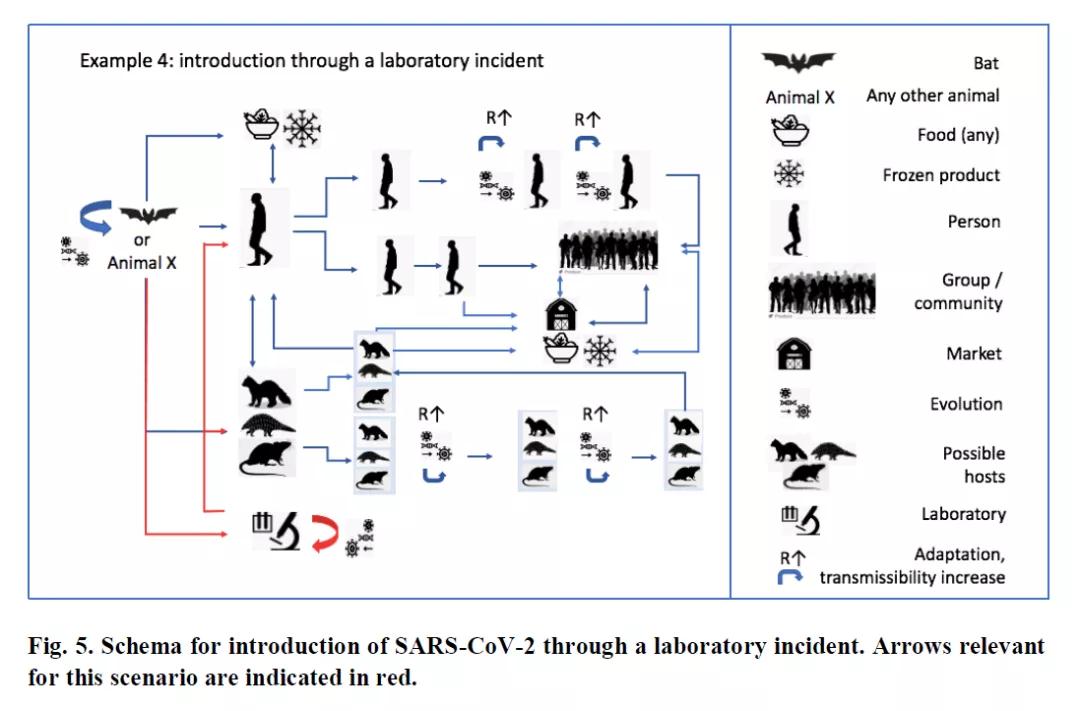 Example 4: introduction through a laboratory incident
R↑
R↑
or
Animal X
R↑
R↑
Bat
Animal X Any other animal
Food (any)
Frozen product
Person
Group /
community
Market
Evolution
Possible
hosts
Laboratory
R↑ Adaptation,
transmissibility increase
Fig. 5. Schema for introduction of SARS-CoV-2 through a laboratory incident. Arrows relevant
for this scenario are indicated in red.